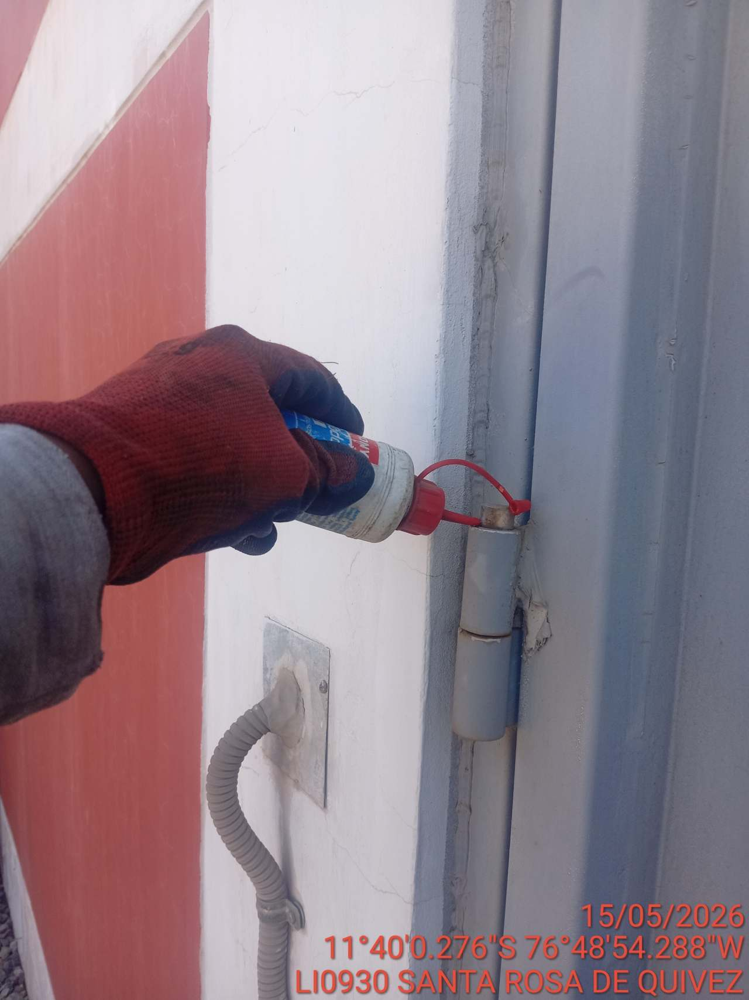 15/05/2026
11°40'0.276"S 76°48'54.288"W
LI0930 SANTA ROSA DE QUIVEZ